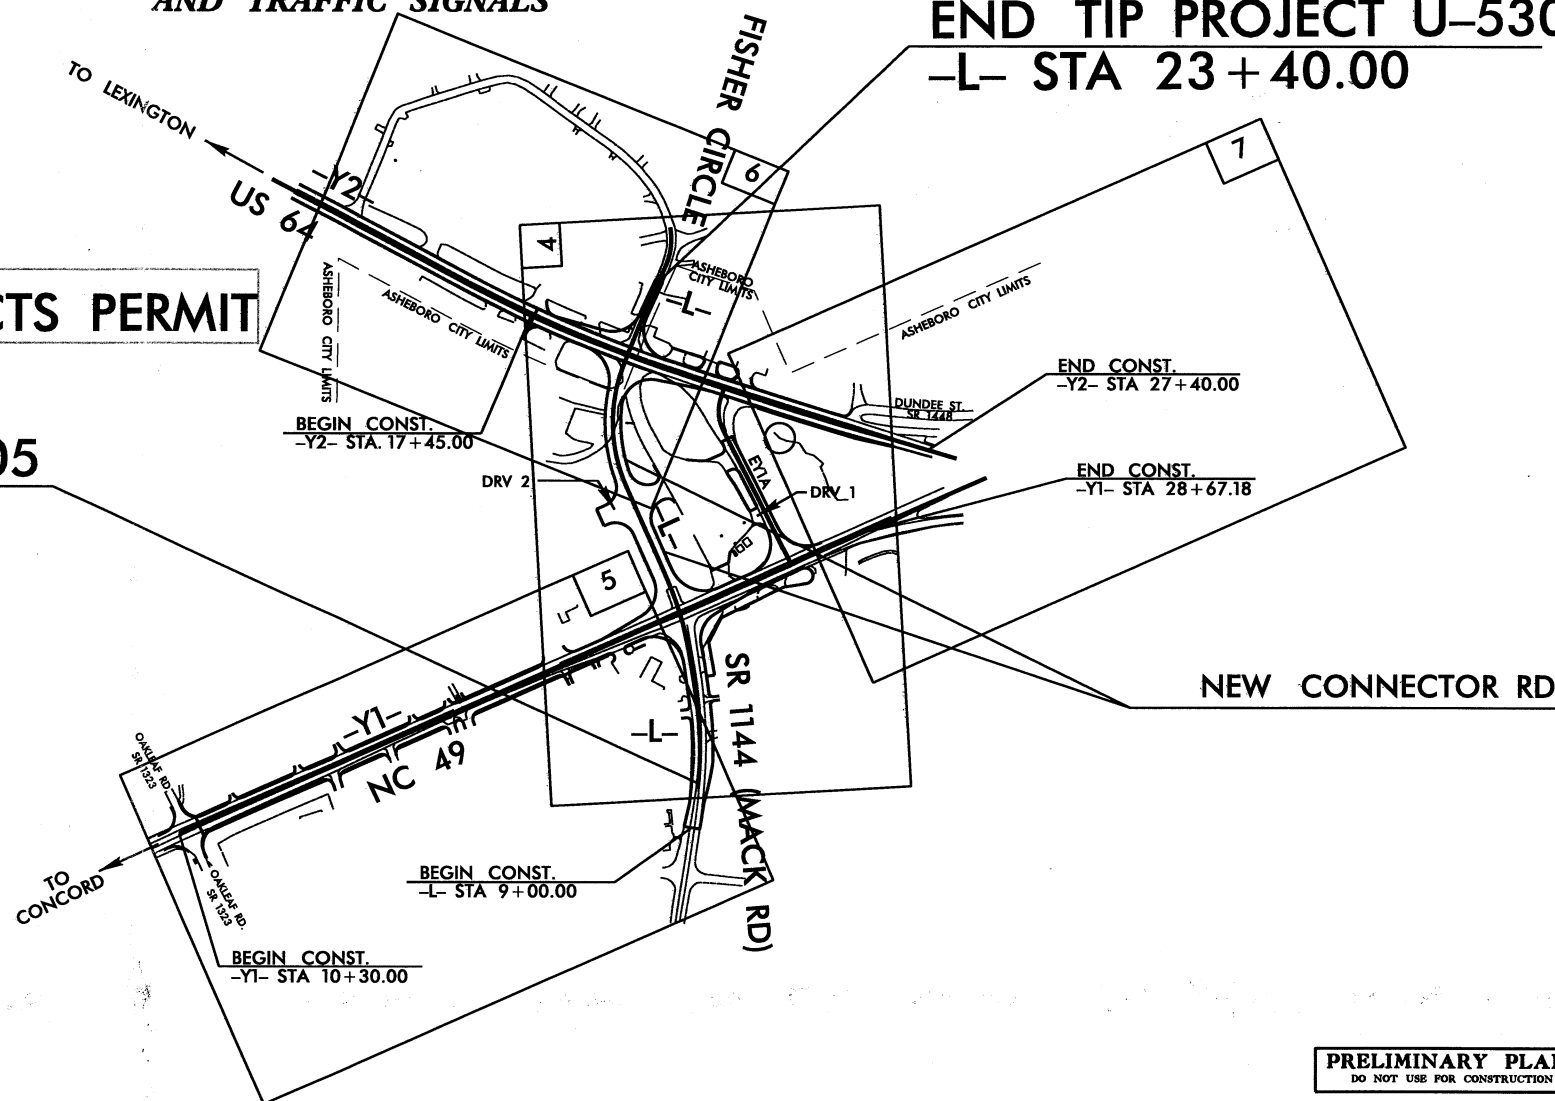 AND TRAFFIC SIGNALS
END TIP PROJECT U–530
–L– STA 23+40.00
FISHER CIRCLE
TO LEXINGTON
–Y2–
US 64
6
7
4
ASHEBORO
CITY LIMITS
–L–
ASHEBORO CITY LIMITS
ASHEBORO CITY LIMITS
ASHEBORO CITY LIMITS
CTS PERMIT
END CONST.
–Y2– STA 27+40.00
DUNDEE ST.
SR 1448
BEGIN CONST.
–Y2– STA. 17+45.00
05
END CONST.
–Y1– STA 28+67.18
DRV 2
EY1A
DRV 1
–L–
5
NEW CONNECTOR RD
SR 1144 (MACK RD)
–L–
–Y1–
NC 49
OAKLEAF RD
SR 1323
TO
CONCORD
OAKLEAF RD.
SR 1323
BEGIN CONST.
–L– STA 9+00.00
BEGIN CONST.
–Y1– STA 10+30.00
PRELIMINARY PLA
DO NOT USE FOR CONSTRUCTION